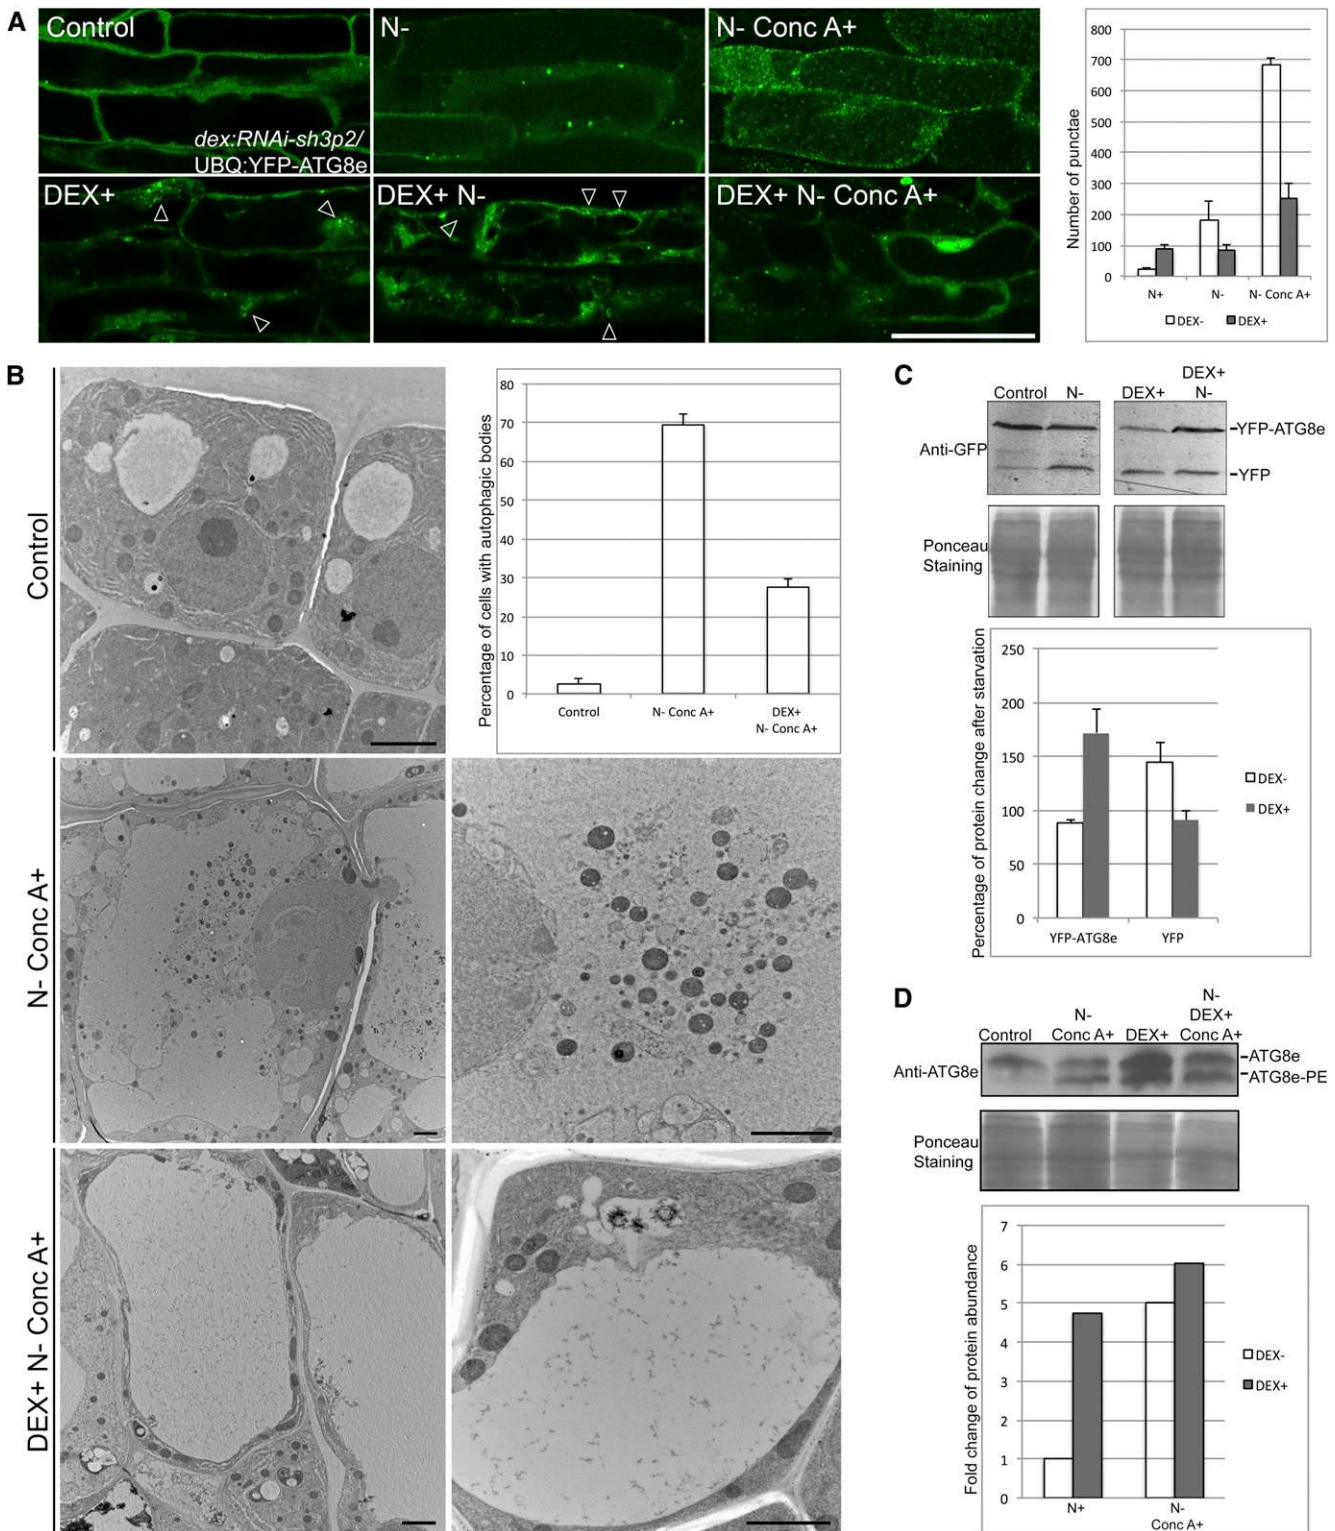 A
Control
dex:RNAi-sh3p2/
UBQ:YFP-ATG8e
N-
N- Conc A+
DEX+
DEX+ N-
DEX+ N- Conc A+
Number of punctae
800
700
600
500
400
300
200
100
0
N+
N-
N- Conc A+
DEX-
DEX+
B
Control
N- Conc A+
DEX+ N- Conc A+
Percentage of cells with autophagic bodies
80
70
60
50
40
30
20
10
0
Control
N- Conc A+
DEX+
N- Conc A+
C
Control
N-
DEX+
DEX+
N-
Anti-GFP
-YFP-ATG8e
-YFP
Ponceau
Staining
Percentage of protein change after starvation
250
200
150
100
50
0
YFP-ATG8e
YFP
DEX-
DEX+
D
Control
N-
Conc A+
DEX+
N-
DEX+
Conc A+
Anti-ATG8e
-ATG8e
-ATG8e-PE
Ponceau
Staining
Fold change of protein abundance
7
6
5
4
3
2
1
0
N+
N-
Conc A+
DEX-
DEX+